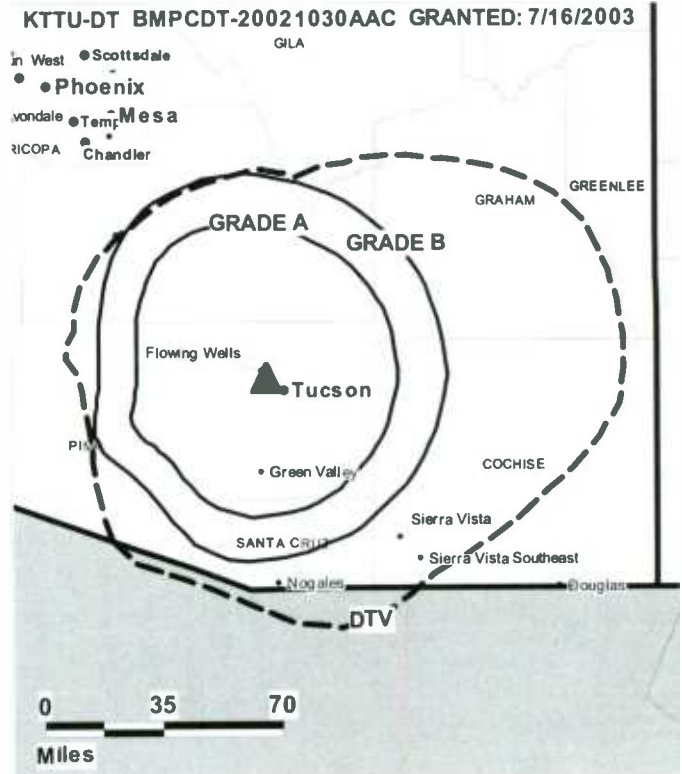 KTTU-DT BMPCDT-20021030AAC GRANTED: 7/16/2003
GILA
West
Scottsdale
Phoenix
Mesa
Chandler
GREENLEE
GRAHAM
GRADE A
GRADE B
Flowing Wells
Tucson
COCHISE
Green Valley
Sierra Vista
SANTA CRUZ
Sierra Vista Southeast
Nogales
Douglas
DTV
0 35 70
Miles